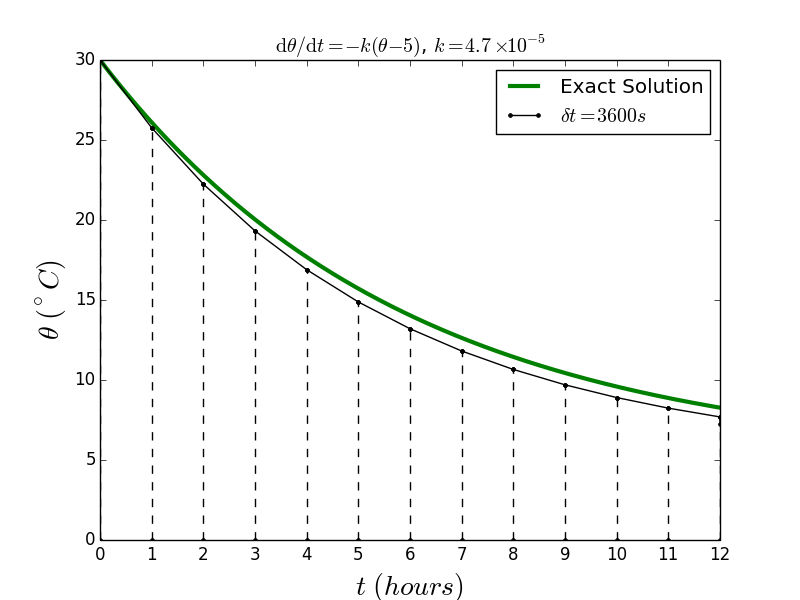 dθ/dt=−k(θ−5), k=4.7×10⁻⁵
Exact Solution
δt=3600s
30
25
20
15
10
5
0
θ (°C)
0 1 2 3 4 5 6 7 8 9 10 11 12
t (hours)